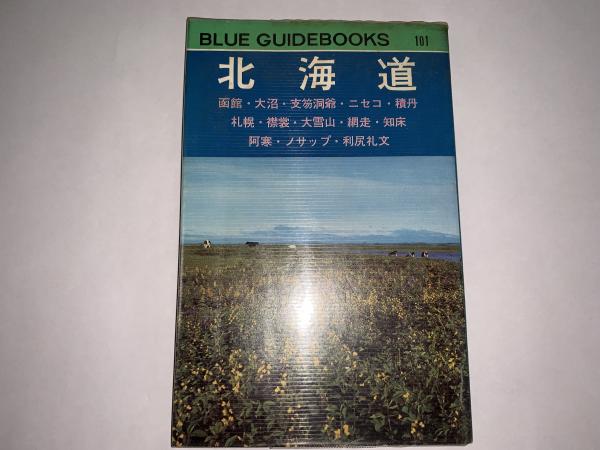 BLUE GUIDEBOOKS 101
北海道
函館・大沼・支笏洞爺・ニセコ・積丹
札幌・襟裳・大雪山・網走・知床
阿寒・ノサップ・利尻礼文